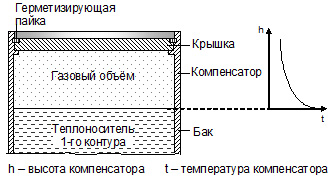 Герметизирующая
пайка
h
Крышка
Газовый объём
Компенсатор
t
Теплоноситель
1-го контура
Бак
h – высота компенсатора t – температура компенсатора